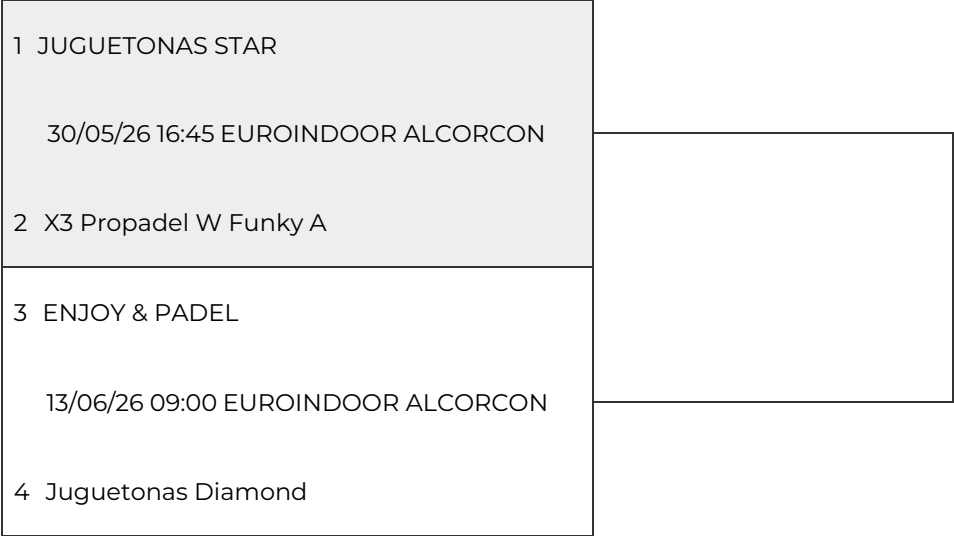 1 JUGUETONAS STAR
30/05/26 16:45 EUROINDOOR ALCORCON
2 X3 Propadel W Funky A
3 ENJOY & PADEL
13/06/26 09:00 EUROINDOOR ALCORCON
4 Juguetonas Diamond